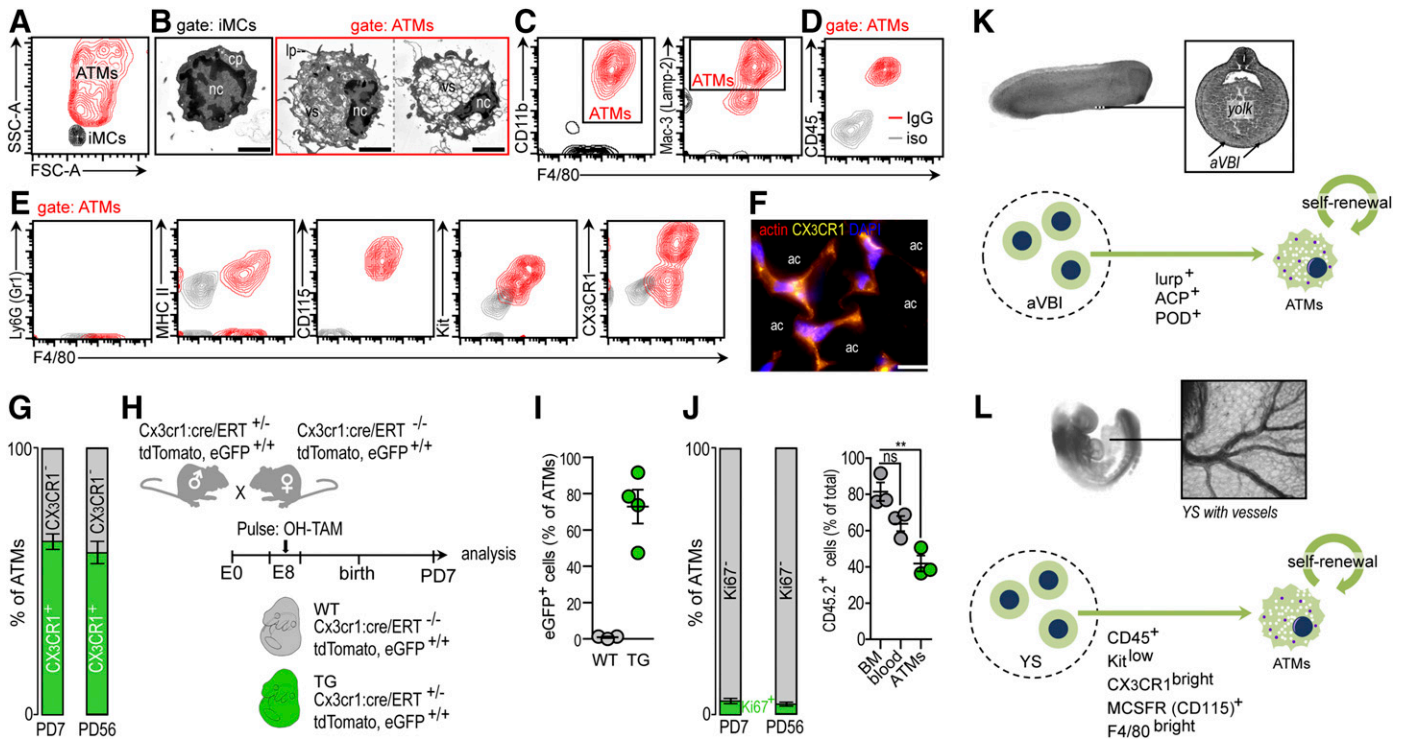 A
SSC-A
ATMs
iMCs
FSC-A
B
gate: iMCs
gate: ATMs
cp
nc
lp
vs
nc
vs
nc
C
CD11b
ATMs
Mac-3 (Lamp-2)
ATMs
F4/80
D
gate: ATMs
CD45
IgG
iso
E
gate: ATMs
Ly6G (Gr1)
MHC II
CD115
Kit
CX3CR1
F4/80
F
actin CX3CR1 DAPI
ac
ac
ac
ac
ac
G
% of ATMs
100
0
CX3CR1-
CX3CR1+
CX3CR1-
CX3CR1+
PD7
PD56
H
Cx3cr1:cre/ERT +/-
tdTomato, eGFP +/+
Cx3cr1:cre/ERT -/-
tdTomato, eGFP +/+
♂
X
♀
Pulse: OH-TAM
E0
E8
birth
PD7
analysis
WT
Cx3cr1:cre/ERT -/-
tdTomato, eGFP +/+
TG
Cx3cr1:cre/ERT +/-
tdTomato, eGFP +/+
I
eGFP+ cells (% of ATMs)
100
80
60
40
20
0
WT
TG
J
% of ATMs
100
0
Ki67-
Ki67-
Ki67+
PD7
PD56
CD45.2+ cells (% of total)
100
80
60
40
20
0
**
ns
BM
blood
ATMs
K
yolk
aVBI
self-renewal
aVBI
lurp+
ACP+
POD+
ATMs
L
YS with vessels
self-renewal
YS
CD45+
Kit low
CX3CR1 bright
MCSFR (CD115)+
F4/80 bright
ATMs